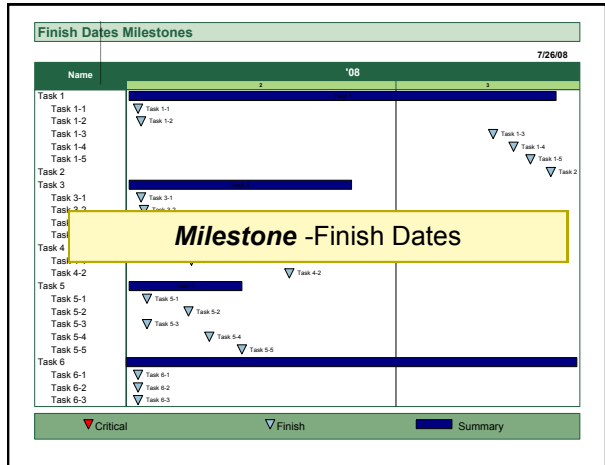 Finish Dates Milestones
7/26/08
Name
'08
2
3
Task 1
Task 1-1
Task 1-1
Task 1-2
Task 1-2
Task 1-3
Task 1-3
Task 1-4
Task 1-4
Task 1-5
Task 1-5
Task 2
Task 2
Task 3
Task 3-1
Task 3-1
Task 3-2
Task 3-2
Milestone -Finish Dates
Task 4
Task 4-2
Task 4-2
Task 5
Task 5-1
Task 5-1
Task 5-2
Task 5-2
Task 5-3
Task 5-3
Task 5-4
Task 5-4
Task 5-5
Task 5-5
Task 6
Task 6-1
Task 6-1
Task 6-2
Task 6-2
Task 6-3
Task 6-3
Critical
Finish
Summary